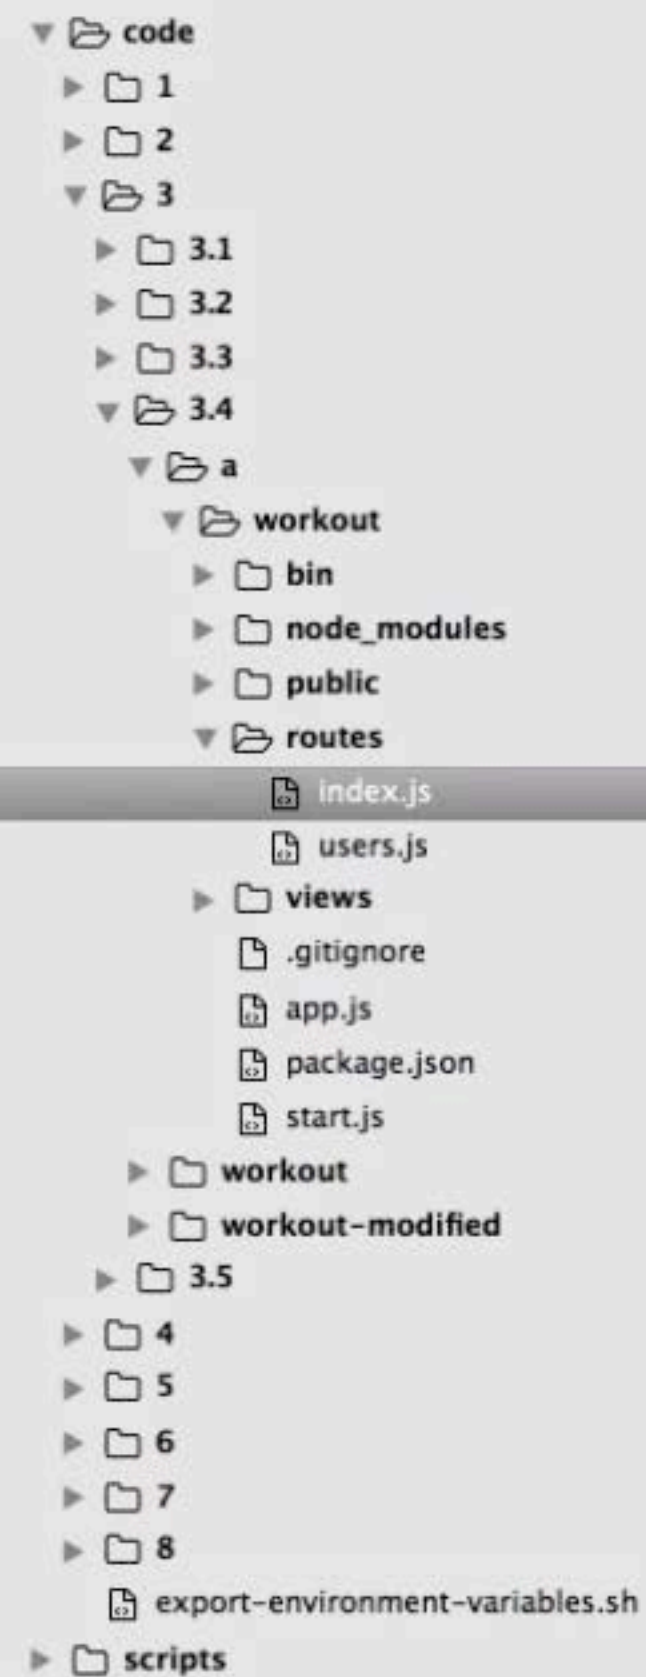 code
1
2
3
3.1
3.2
3.3
3.4
a
workout
bin
node_modules
public
routes
index.js
users.js
views
.gitignore
app.js
package.json
start.js
workout
workout-modified
3.5
4
5
6
7
8
export-environment-variables.sh
scripts